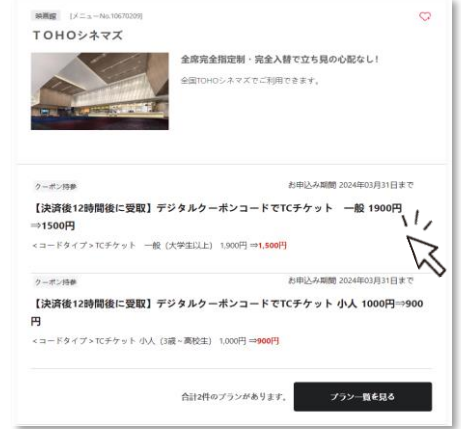 映画館 [メニューNo.10670209]
TOHOシネマズ
全席完全指定制・完全入替で立ち見の心配なし!
全国TOHOシネマズでご利用できます。
クーポン持参 お申込み期間 2024年03月31日まで
【決済後12時間後に受取】デジタルクーポンコードでTCチケット 一般 1900円
⇒1500円
<コードタイプ>TCチケット 一般 (大学生以上) 1,900円 ⇒1,500円
クーポン持参 お申込み期間 2024年03月31日まで
【決済後12時間後に受取】デジタルクーポンコードでTCチケット 小人 1000円⇒900
円
<コードタイプ>TCチケット 小人 (3歳~高校生) 1,000円 ⇒900円
合計2件のプランがあります。 プラン一覧を見る